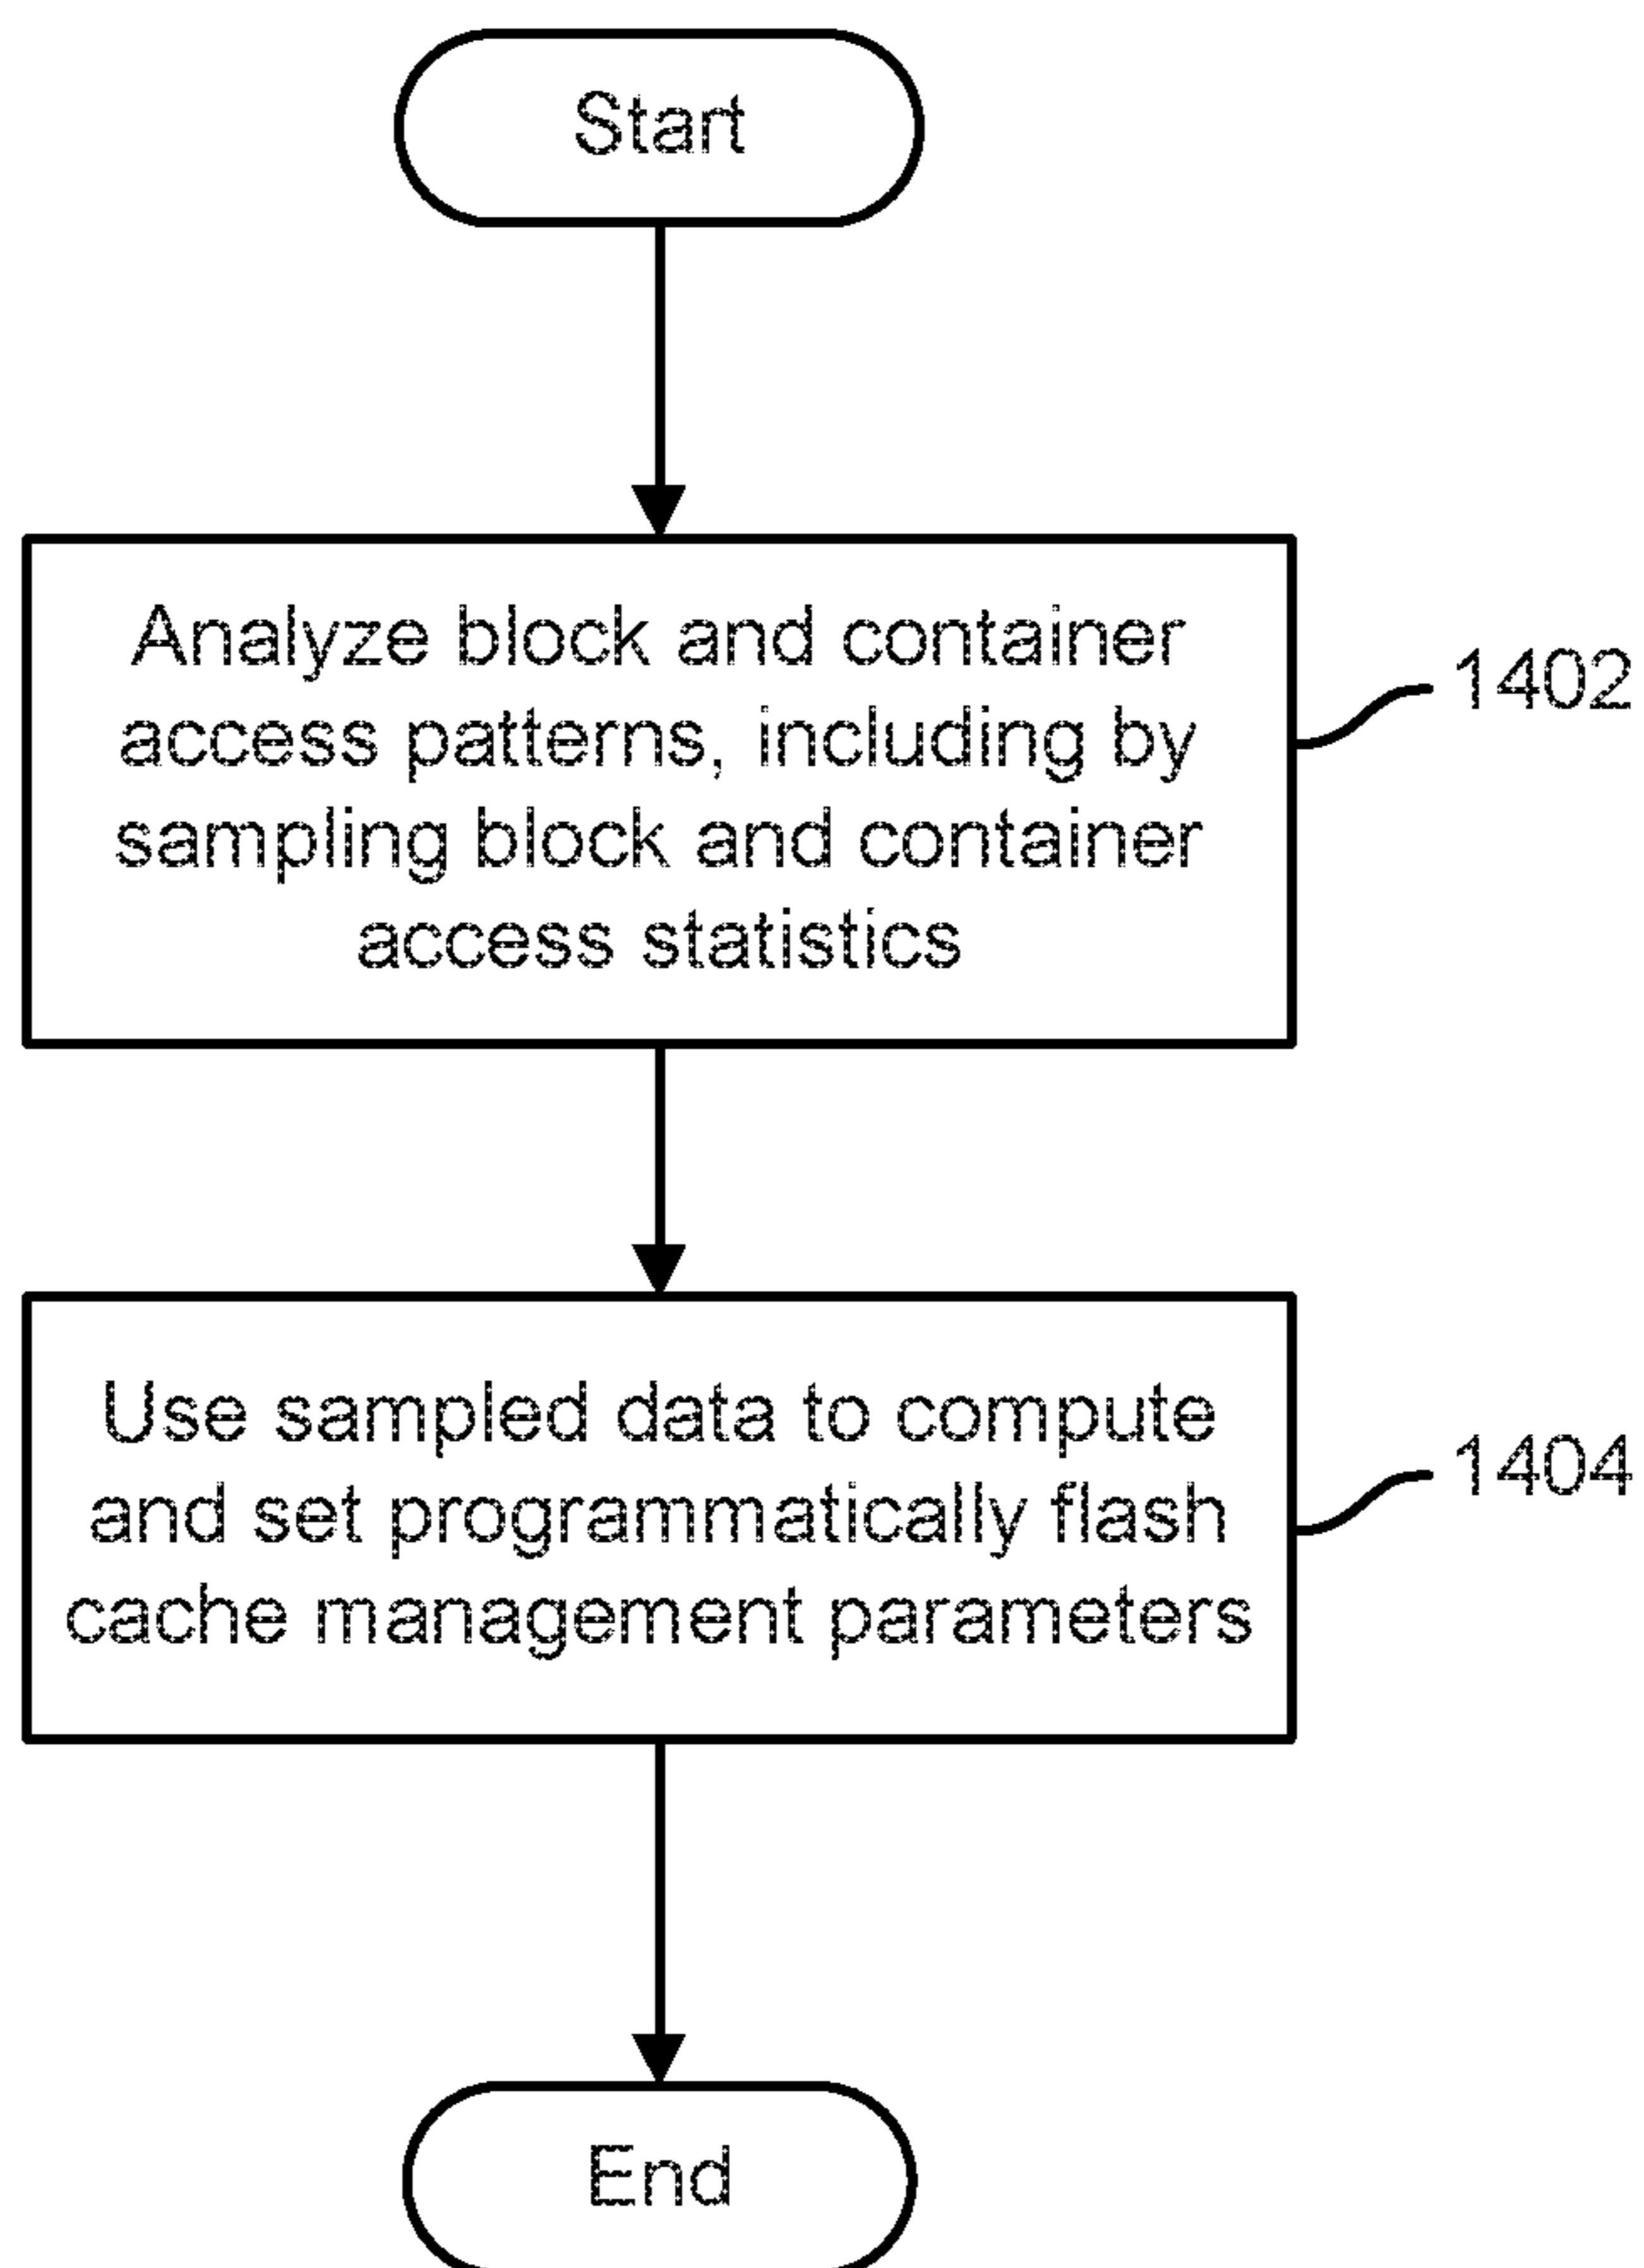 Start
Analyze block and container
access patterns, including by
sampling block and container
access statistics
1402
Use sampled data to compute
and set programmatically flash
cache management parameters
1404
End